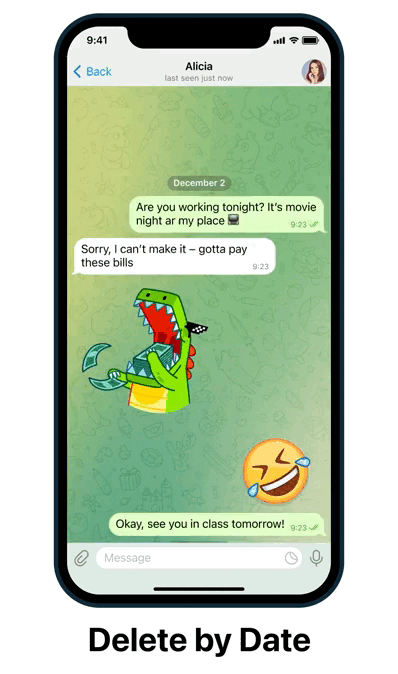 9:41
Back
Alicia
last seen just now
December 2
Are you working tonight? It's movie
night ar my place
9:23
Sorry, I can't make it – gotta pay
these bills
9:23
Okay, see you in class tomorrow!
9:23
Message
Delete by Date